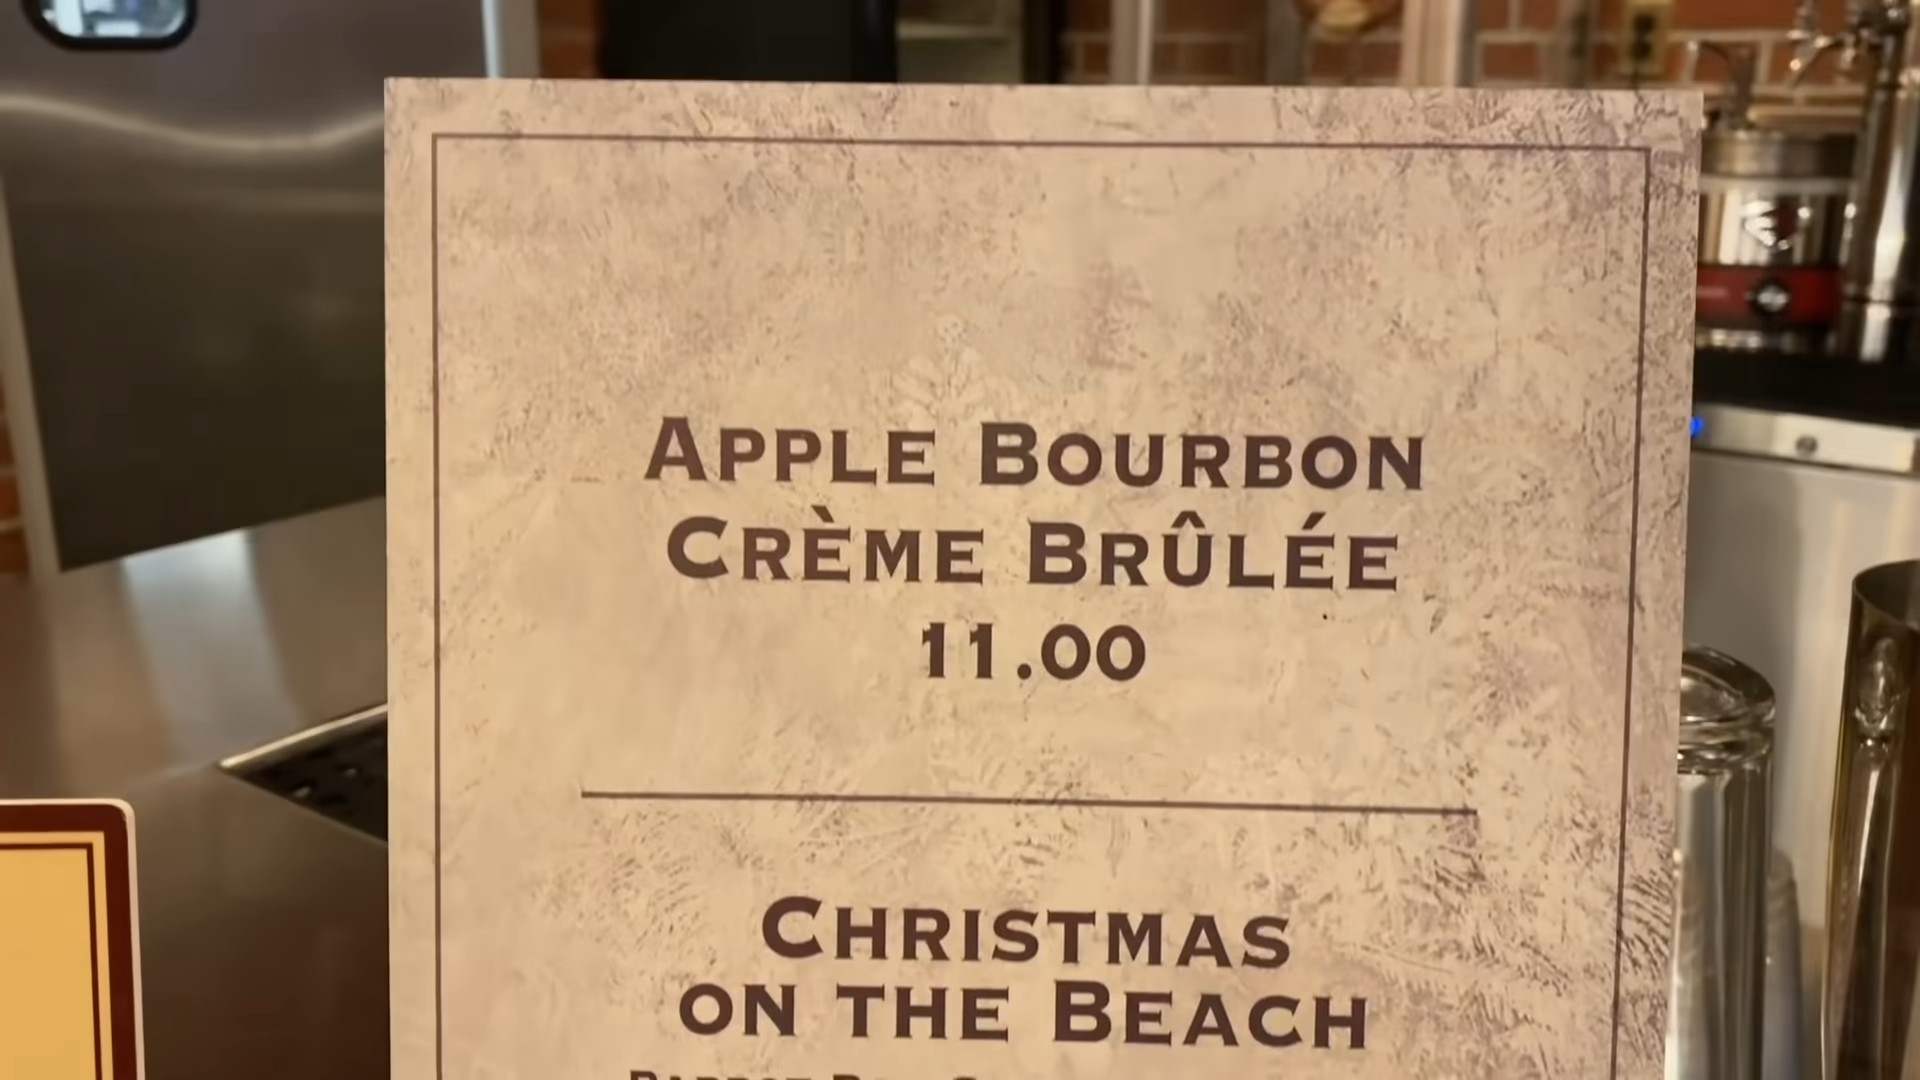 APPLE BOURBON
CRÈME BRÛLÉE
11.00
CHRISTMAS
ON THE BEACH